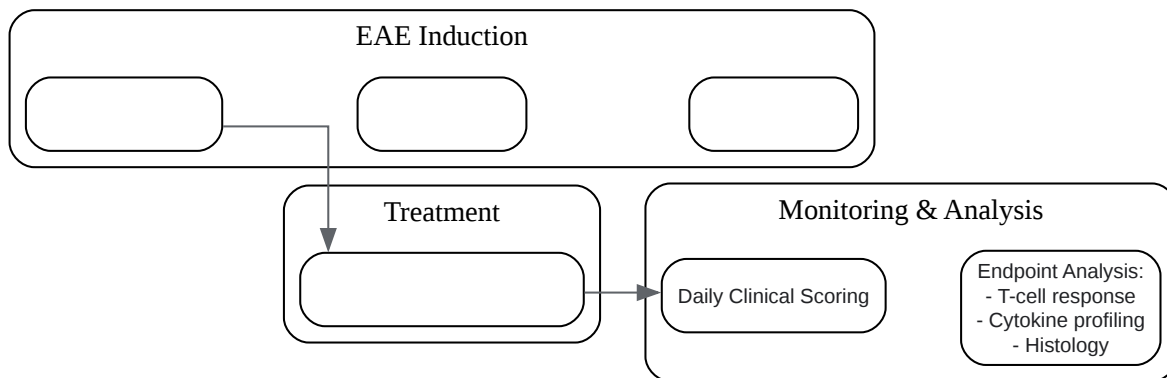 EAE Induction
Treatment
Monitoring & Analysis
Daily Clinical Scoring
Endpoint Analysis:
- T-cell response
- Cytokine profiling
- Histology